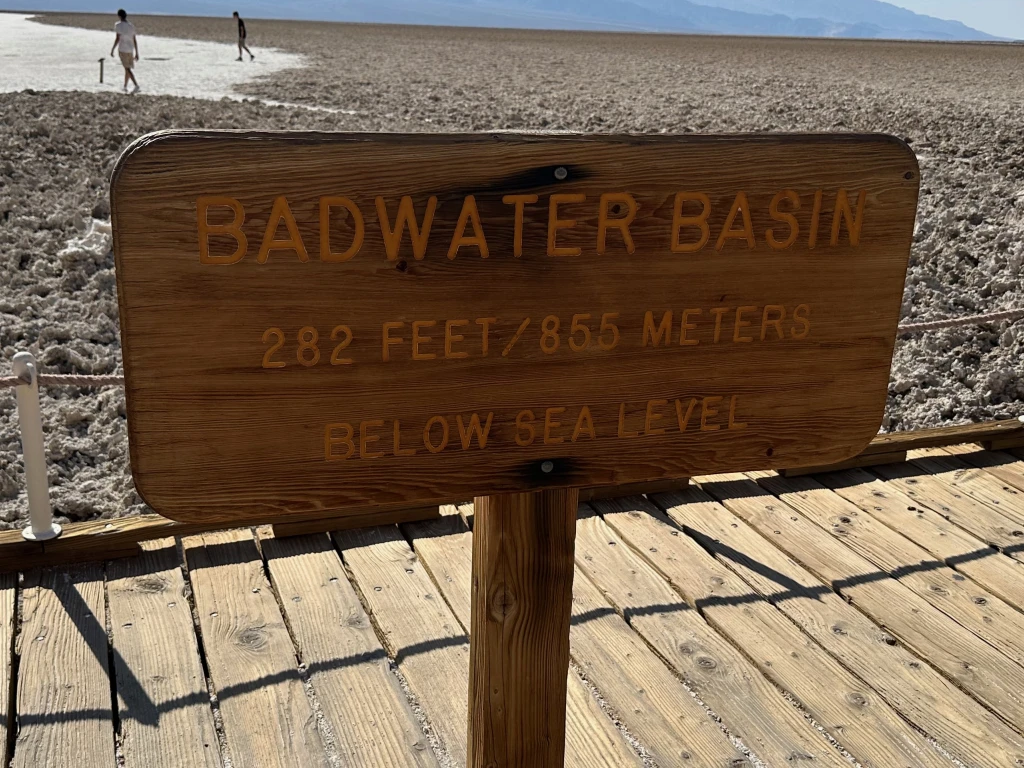 BADWATER BASIN
282 FEET/855 METERS
BELOW SEA LEVEL